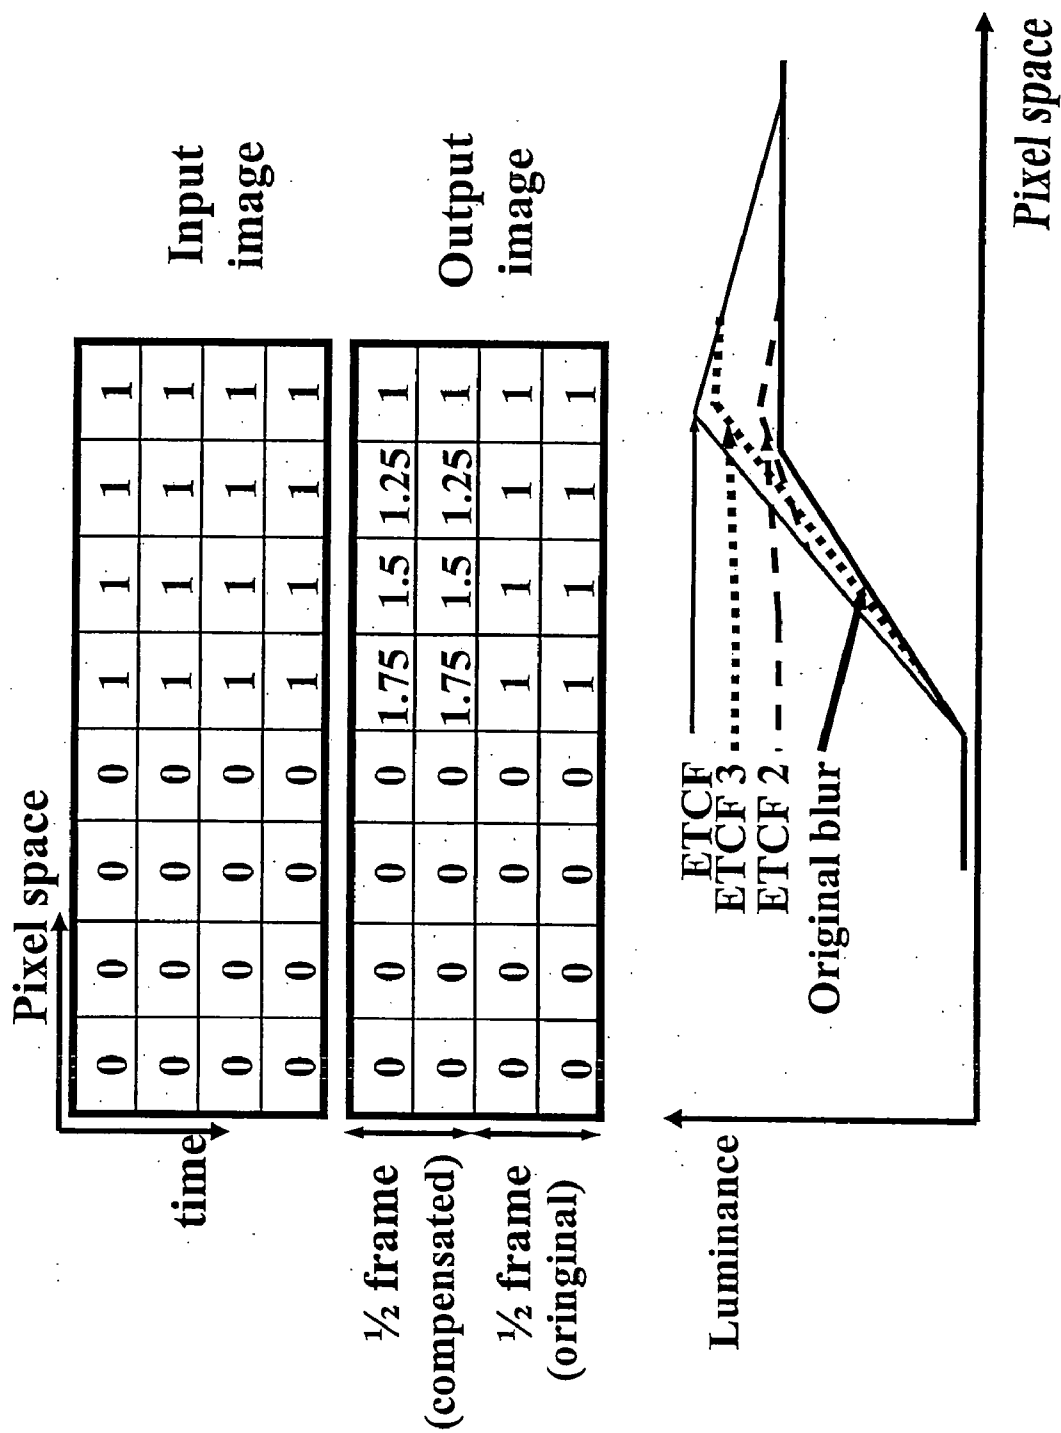 Pixel space
time
0 0 0 0 1 1 1 1
0 0 0 0 1 1 1 1
0 0 0 0 1 1 1 1
0 0 0 0 1 1 1 1
Input
image
½ frame
(compensated)
½ frame
(oringinal)
0 0 0 0 1.75 1.5 1.25 1
0 0 0 0 1.75 1.5 1.25 1
0 0 0 0 1 1 1 1
0 0 0 0 1 1 1 1
Output
image
Luminance
ETCF
ETCF 3
ETCF 2
Original blur
Pixel space